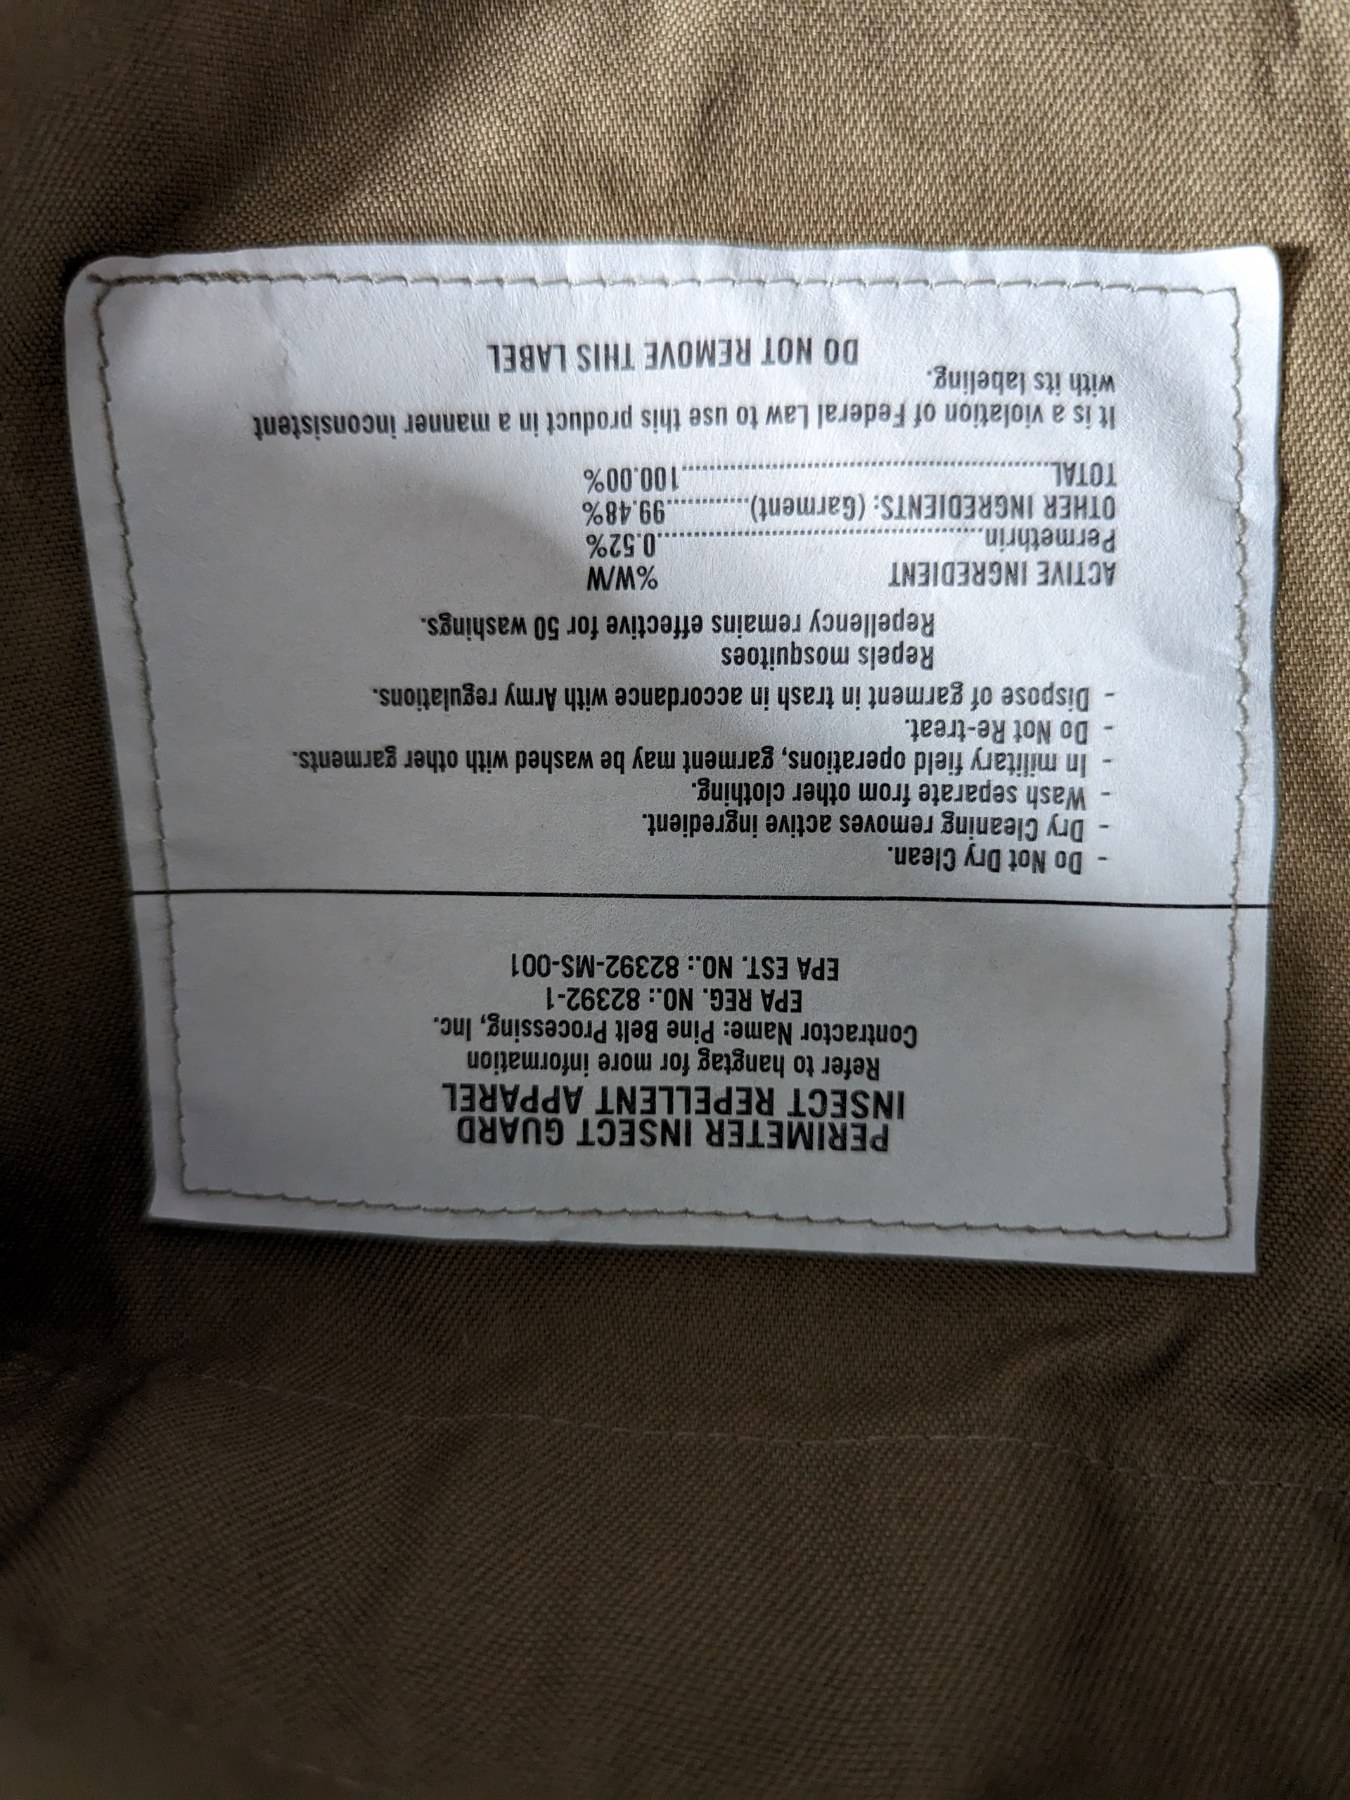 PERIMETER INSECT GUARD
INSECT REPELLENT APPAREL
Refer to hangtag for more information
Contractor Name: Pine Belt Processing, Inc.
EPA REG. NO.: 82392-1
EPA EST. NO.: 82392-MS-001
- Do Not Dry Clean.
- Dry Cleaning removes active ingredient.
- Wash separate from other clothing.
- In military field operations, garment may be washed with other garments.
- Do Not Re-treat.
- Dispose of garment in trash in accordance with Army regulations.
Repels mosquitoes
Repellency remains effective for 50 washings.
ACTIVE INGREDIENT %W/W
Permethrin..........................................0.52%
OTHER INGREDIENTS: (Garment)............99.48%
TOTAL..................................................100.00%
It is a violation of Federal Law to use this product in a manner inconsistent
with its labeling.
DO NOT REMOVE THIS LABEL